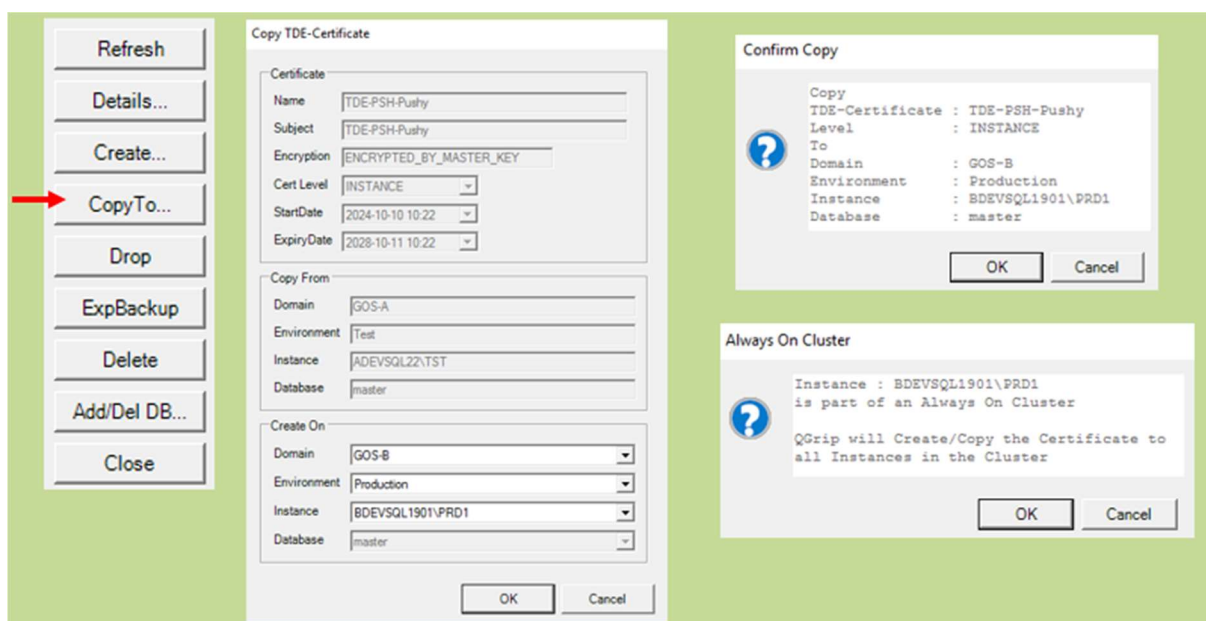 Refresh
Details...
Create...
CopyTo...
Drop
ExpBackup
Delete
Add/Del DB...
Close
Copy TDE-Certificate
Certificate
Name TDE-PSH-Pushy
Subject TDE-PSH-Pushy
Encryption ENCRYPTED_BY_MASTER_KEY
Cert Level INSTANCE
StartDate 2024-10-10 10:22
ExpiryDate 2028-10-11 10:22
Copy From
Domain GOS-A
Environment Test
Instance ADEVSQL22\TST
Database master
Create On
Domain GOS-B
Environment Production
Instance BDEVSQL1901\PRD1
Database master
OK Cancel
Confirm Copy
Copy
TDE-Certificate : TDE-PSH-Pushy
Level : INSTANCE
To
Domain : GOS-B
Environment : Production
Instance : BDEVSQL1901\PRD1
Database : master
OK Cancel
Always On Cluster
Instance : BDEVSQL1901\PRD1
is part of an Always On Cluster
QGrip will Create/Copy the Certificate to
all Instances in the Cluster
OK Cancel